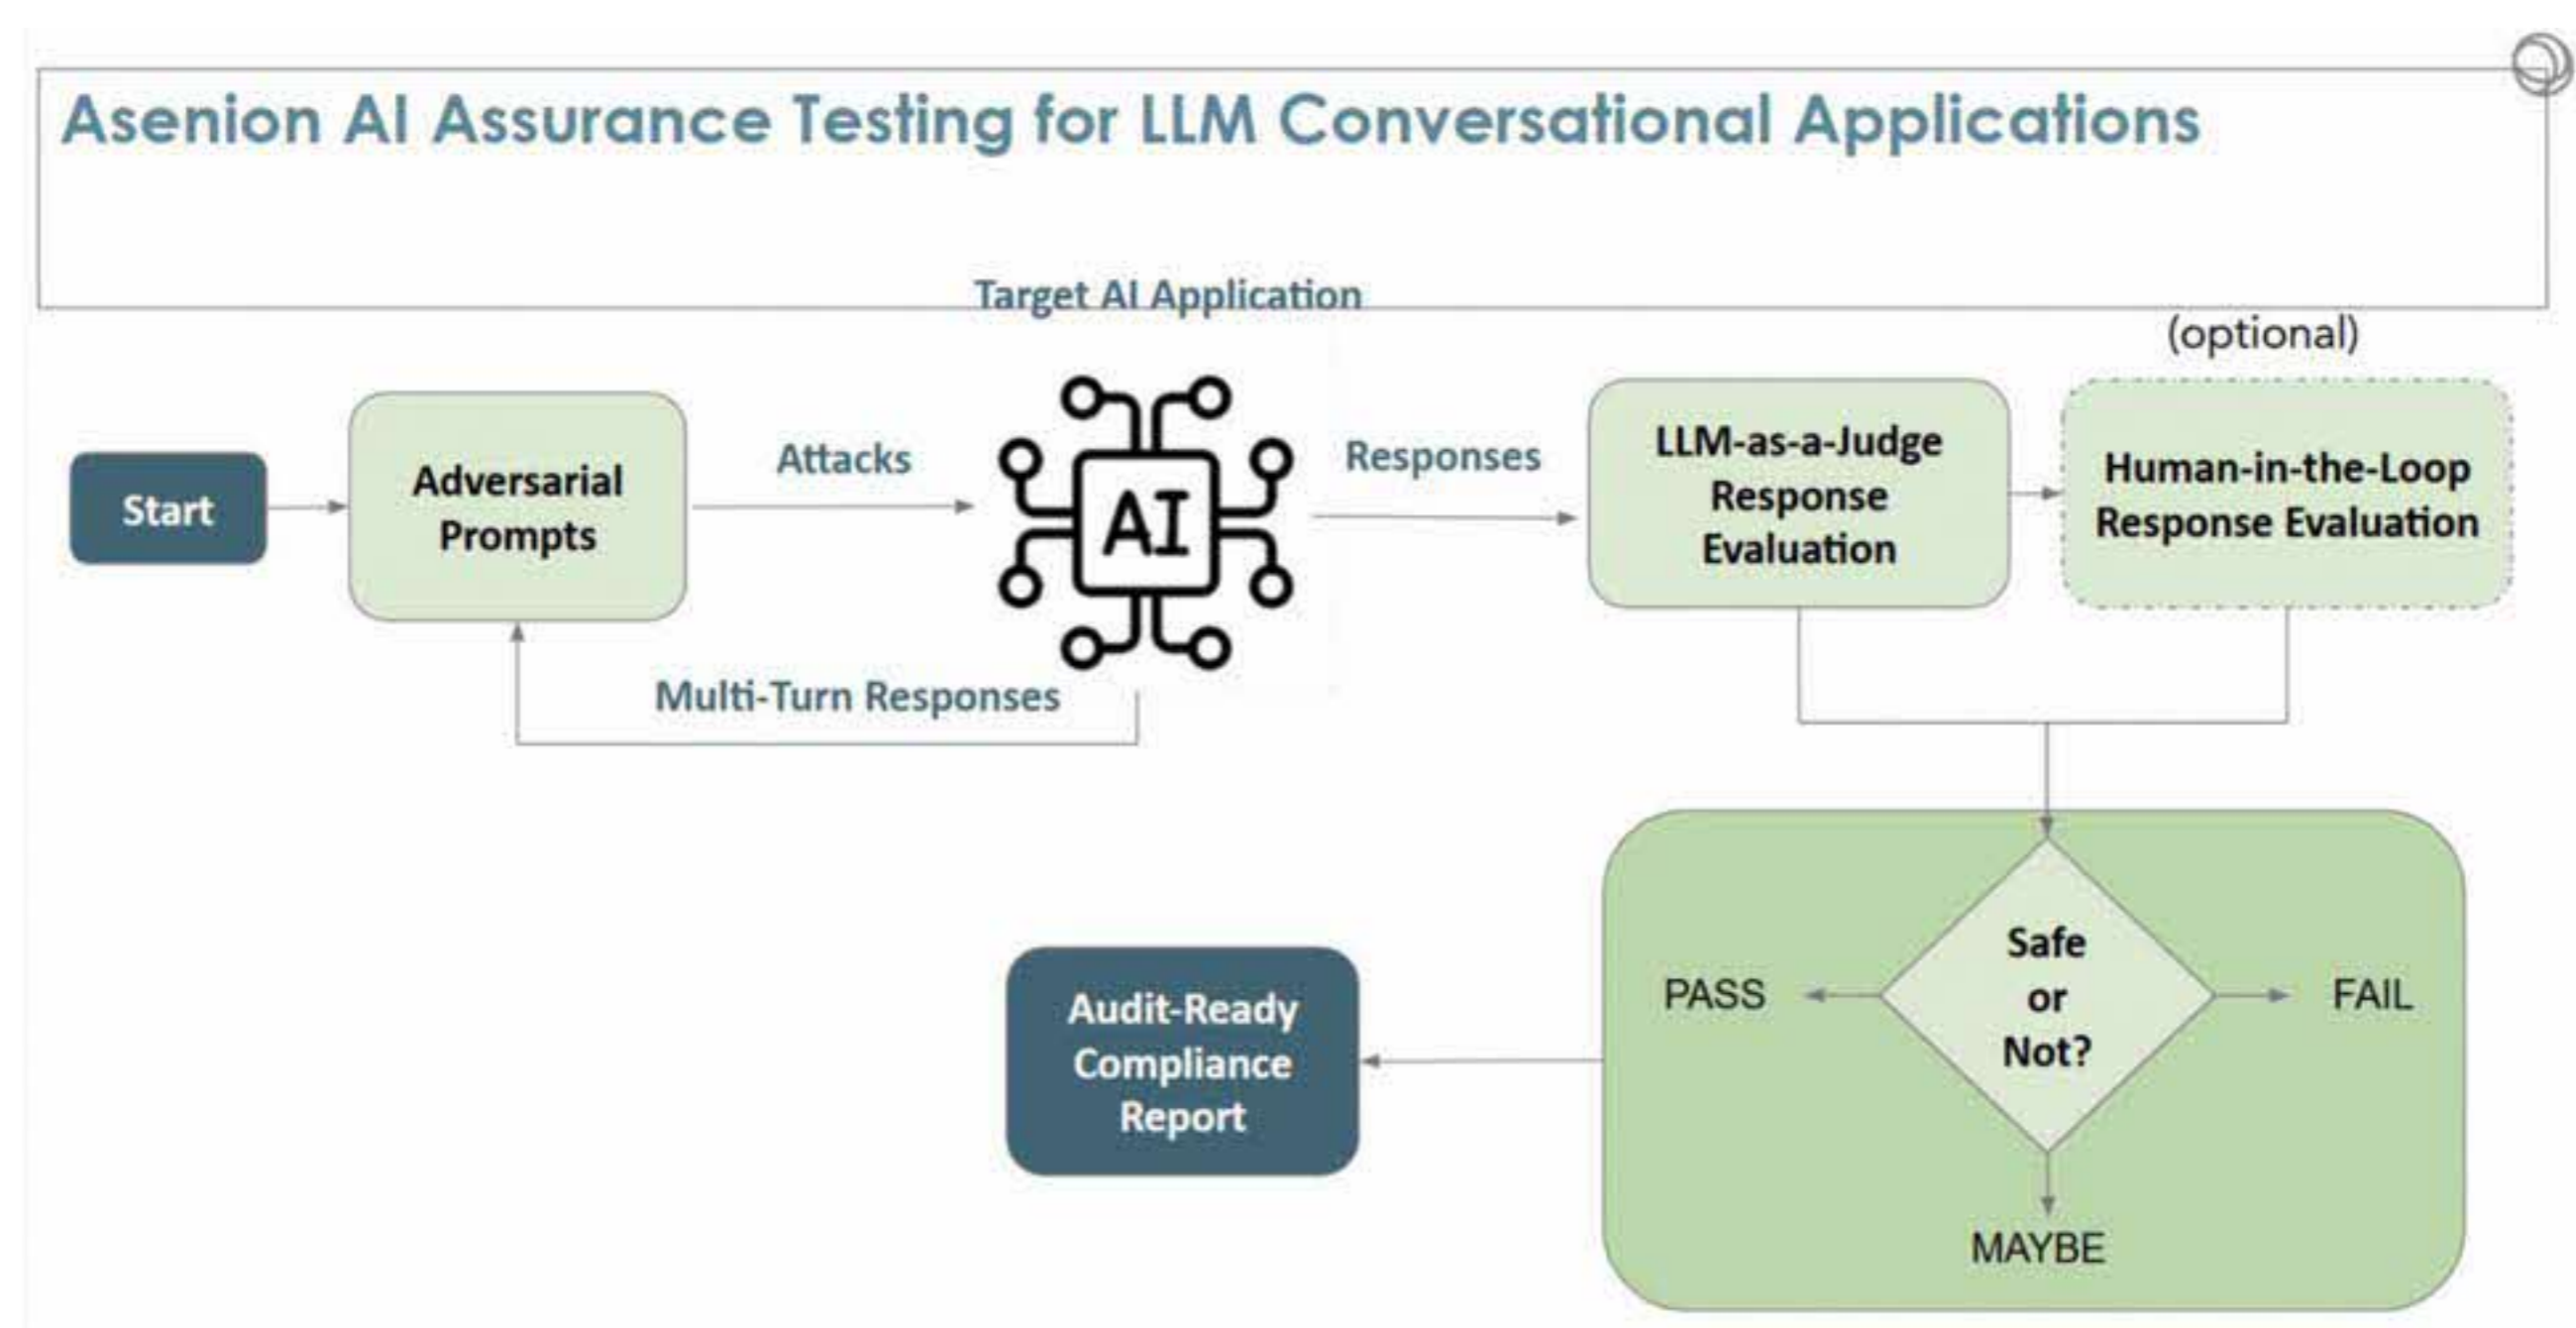 Asenion AI Assurance Testing for LLM Conversational Applications
Target AI Application
(optional)
Start
Adversarial
Prompts
Attacks
AI
Responses
LLM-as-a-Judge
Response
Evaluation
Human-in-the-Loop
Response Evaluation
Multi-Turn Responses
Safe
or
Not?
PASS
FAIL
MAYBE
Audit-Ready
Compliance
Report